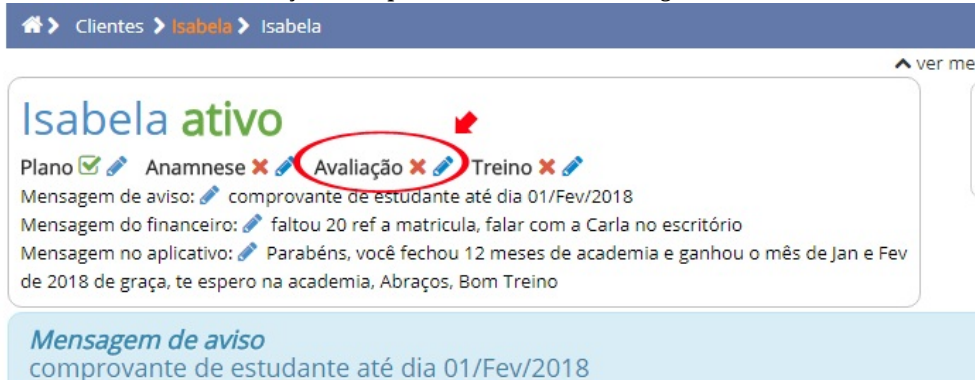 Clientes Isabela Isabela
ver me
Isabela ativo
Plano Anamnese Avaliação Treino
Mensagem de aviso: comprovante de estudante até dia 01/Fev/2018
Mensagem do financeiro: faltou 20 ref a matricula, falar com a Carla no escritório
Mensagem no aplicativo: Parabéns, você fechou 12 meses de academia e ganhou o mês de Jan e Fev
de 2018 de graça, te espero na academia, Abraços, Bom Treino
Mensagem de aviso
comprovante de estudante até dia 01/Fev/2018